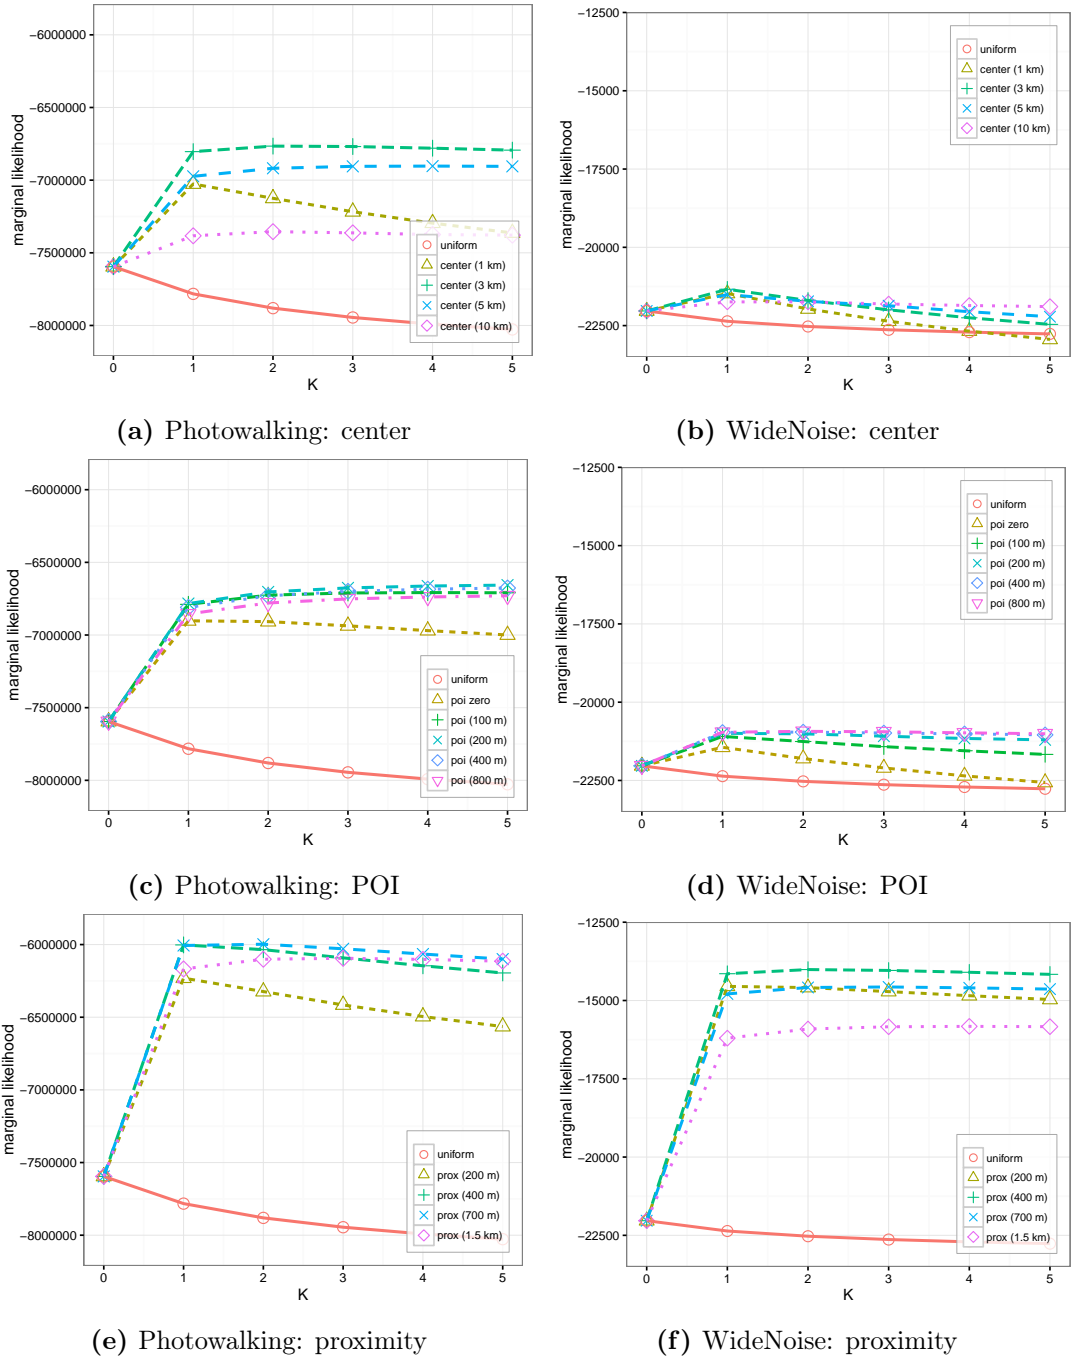 −6000000
−6500000
−7000000
−7500000
−8000000
marginal likelihood
0 1 2 3 4 5
K
uniform
center (1 km)
center (3 km)
center (5 km)
center (10 km)
(a) Photowalking: center
−12500
−15000
−17500
−20000
−22500
marginal likelihood
0 1 2 3 4 5
K
uniform
center (1 km)
center (3 km)
center (5 km)
center (10 km)
(b) WideNoise: center
−6000000
−6500000
−7000000
−7500000
−8000000
marginal likelihood
0 1 2 3 4 5
K
uniform
poi zero
poi (100 m)
poi (200 m)
poi (400 m)
poi (800 m)
(c) Photowalking: POI
−12500
−15000
−17500
−20000
−22500
marginal likelihood
0 1 2 3 4 5
K
uniform
poi zero
poi (100 m)
poi (200 m)
poi (400 m)
poi (800 m)
(d) WideNoise: POI
−6000000
−6500000
−7000000
−7500000
−8000000
marginal likelihood
0 1 2 3 4 5
K
uniform
prox (200 m)
prox (400 m)
prox (700 m)
prox (1.5 km)
(e) Photowalking: proximity
−12500
−15000
−17500
−20000
−22500
marginal likelihood
0 1 2 3 4 5
K
uniform
prox (200 m)
prox (400 m)
prox (700 m)
prox (1.5 km)
(f) WideNoise: proximity